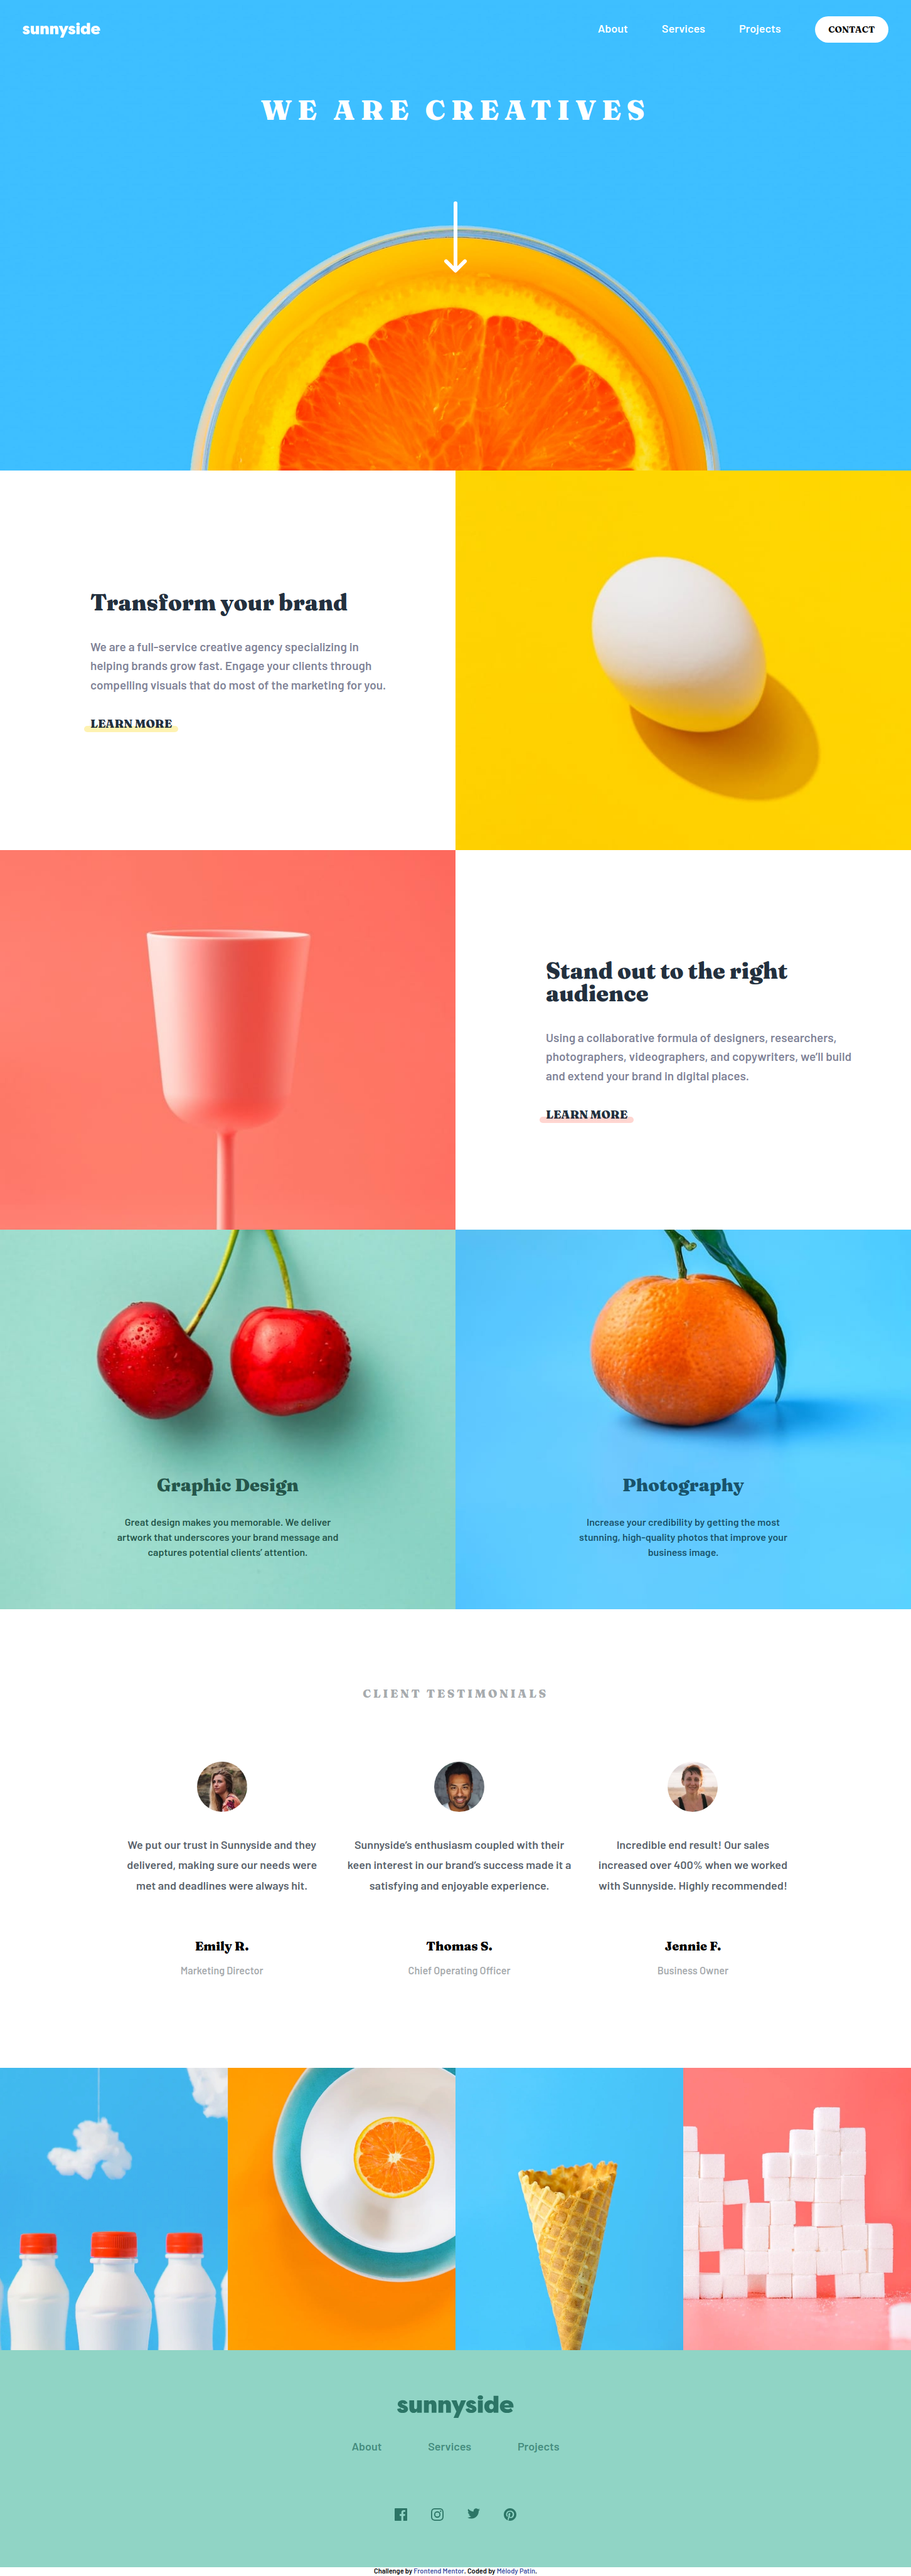 sunnyside
About Services Projects CONTACT
WE ARE CREATIVES
Transform your brand
We are a full-service creative agency specializing in
helping brands grow fast. Engage your clients through
compelling visuals that do most of the marketing for you.
LEARN MORE
Stand out to the right
audience
Using a collaborative formula of designers, researchers,
photographers, videographers, and copywriters, we'll build
and extend your brand in digital places.
LEARN MORE
Graphic Design
Great design makes you memorable. We deliver
artwork that underscores your brand message and
captures potential clients' attention.
Photography
Increase your credibility by getting the most
stunning, high-quality photos that improve your
business image.
CLIENT TESTIMONIALS
We put our trust in Sunnyside and they
delivered, making sure our needs were
met and deadlines were always hit.
Emily R.
Marketing Director
Sunnyside's enthusiasm coupled with their
keen interest in our brand's success made it a
satisfying and enjoyable experience.
Thomas S.
Chief Operating Officer
Incredible end result! Our sales
increased over 400% when we worked
with Sunnyside. Highly recommended!
Jennie F.
Business Owner
sunnyside
About Services Projects
Challenge by Frontend Mentor. Coded by Mélody Patin.